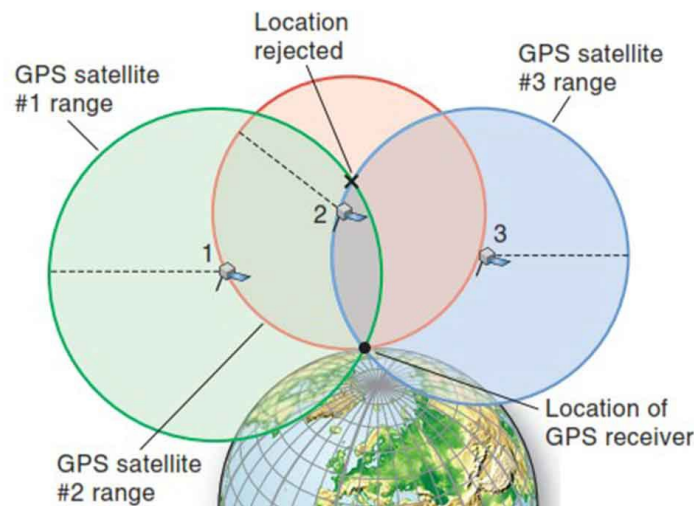 Location
rejected
GPS satellite
#1 range
GPS satellite
#3 range
2
1
3
Location of
GPS receiver
GPS satellite
#2 range